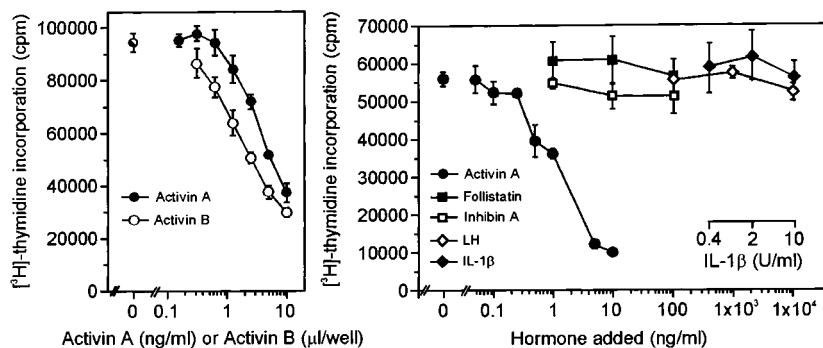 [³H]-thymidine incorporation (cpm)
100000
80000
60000
40000
20000
0
Activin A
Activin B
0
0.1
1
10
Activin A (ng/ml) or Activin B (µl/well)
[³H]-thymidine incorporation (cpm)
70000
60000
50000
40000
30000
20000
10000
0
Activin A
Follistatin
Inhibin A
LH
IL-1β
0.4
2
10
IL-1β (U/ml)
0
0.1
1
10
100
1x10³
1x10⁴
Hormone added (ng/ml)